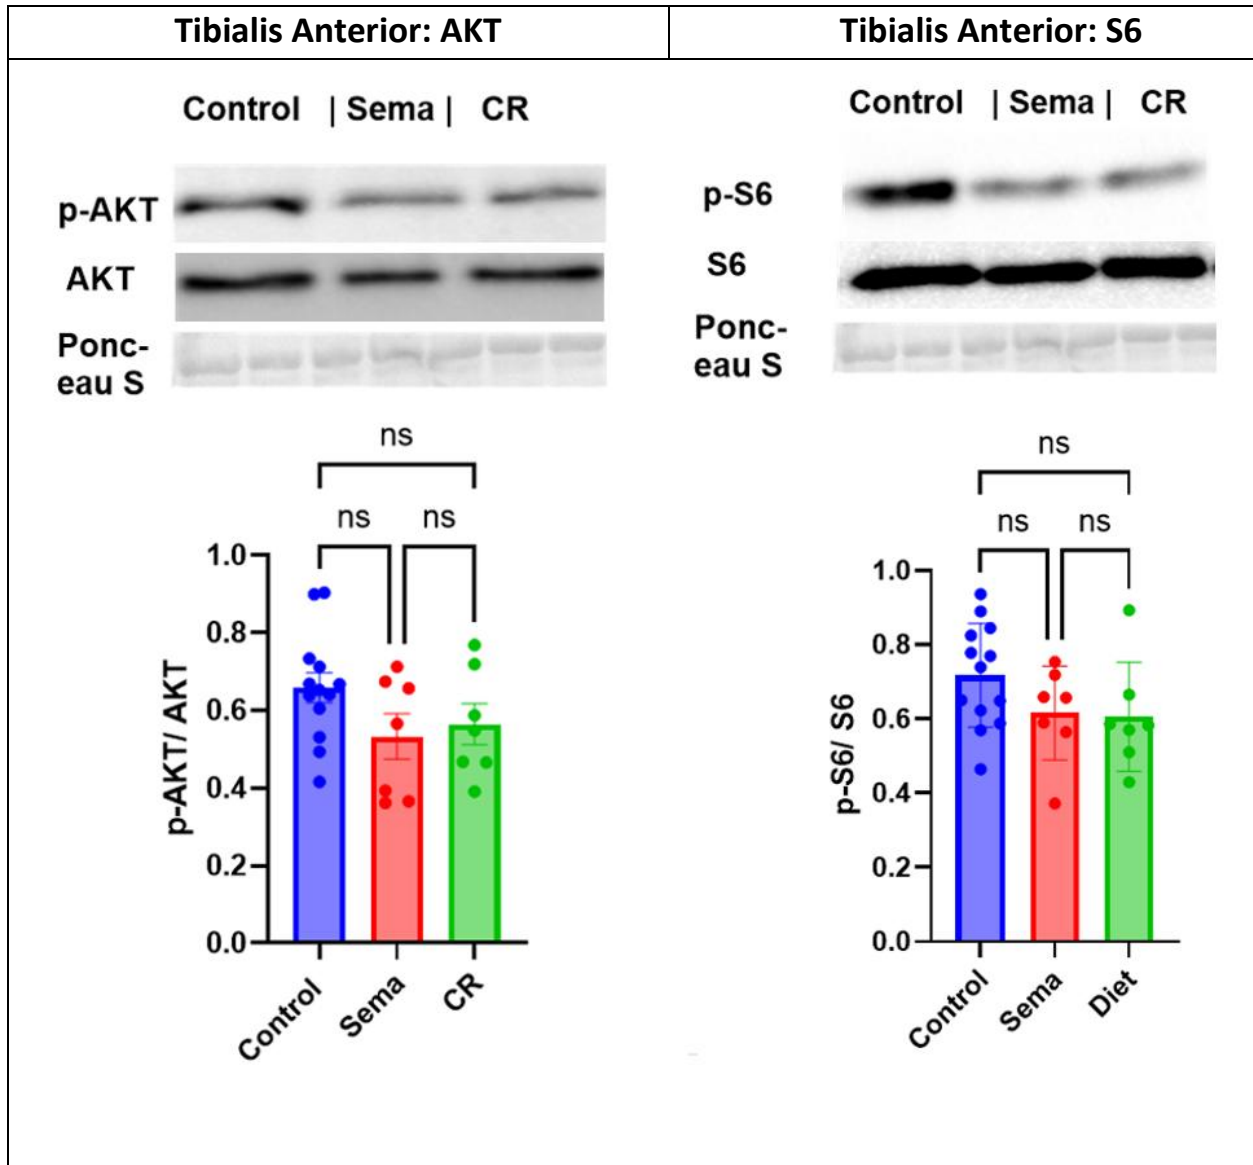 Tibialis Anterior: AKT
Control | Sema | CR
p-AKT
AKT
Ponc-
eau S
ns
ns ns
1.0
0.8
0.6
0.4
0.2
0.0
p-AKT/ AKT
Control
Sema
CR
Tibialis Anterior: S6
Control | Sema | CR
p-S6
S6
Ponc-
eau S
ns
ns ns
1.0
0.8
0.6
0.4
0.2
0.0
p-S6/ S6
Control
Sema
Diet